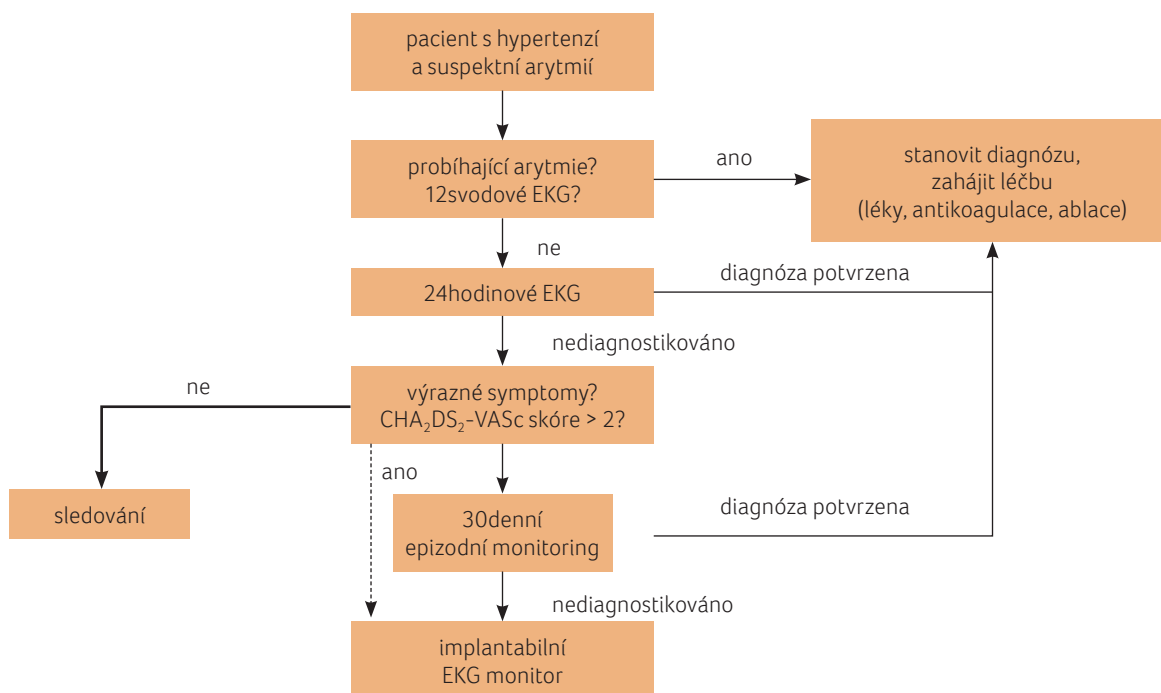 pacient s hypertenzí
a suspektní arytmií
probíhající arytmie?
12svodové EKG?
ano
stanovit diagnózu,
zahájit léčbu
(léky, antikoagulace, ablace)
ne
24hodinové EKG
diagnóza potvrzena
nediagnostikováno
ne
výrazné symptomy?
CHA₂DS₂-VASc skóre > 2?
ano
sledování
30denní
epizodní monitoring
diagnóza potvrzena
nediagnostikováno
implantabilní
EKG monitor